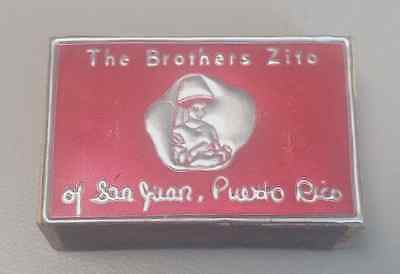 The Brothers Zito
of San Juan, Puerto Rico